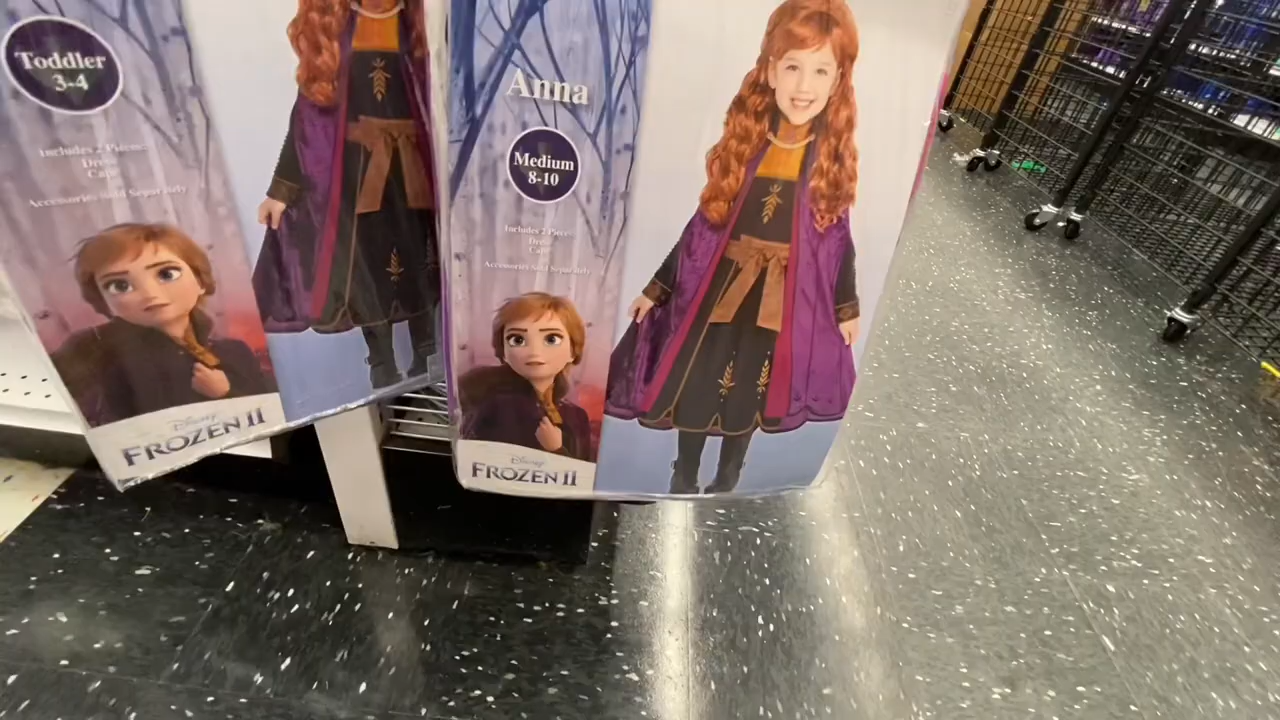 Toddler
3-4
Includes 2 Pieces:
Dress
Cape
Accessories Sold Separately
Disney
FROZEN II
Anna
Medium
8-10
Includes 2 Pieces:
Dress
Cape
Accessories Sold Separately
Disney
FROZEN II